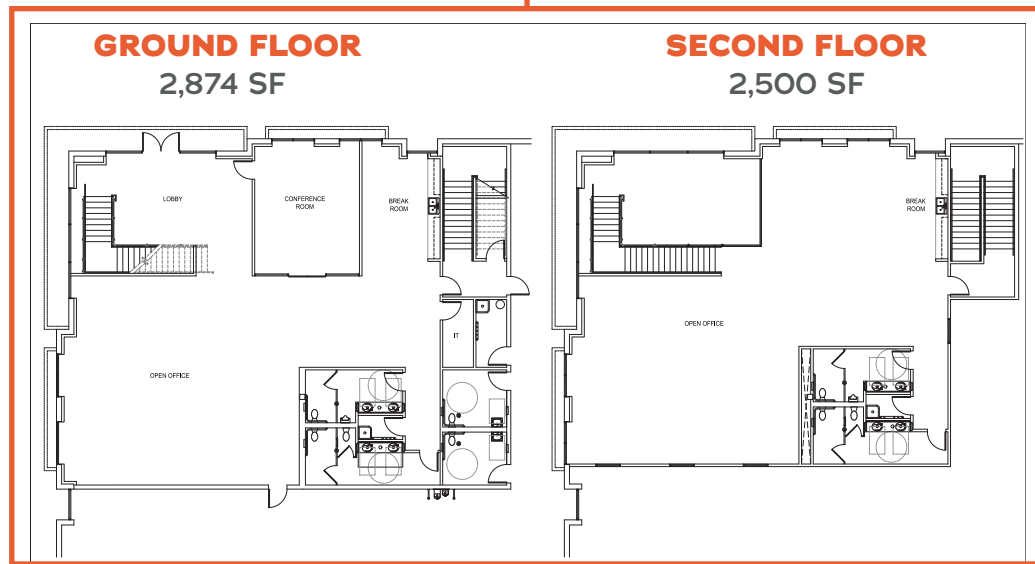 GROUND FLOOR
2,874 SF
SECOND FLOOR
2,500 SF
LOBBY
CONFERENCE
ROOM
BREAK
ROOM
IT
OPEN OFFICE
BREAK
ROOM
OPEN OFFICE